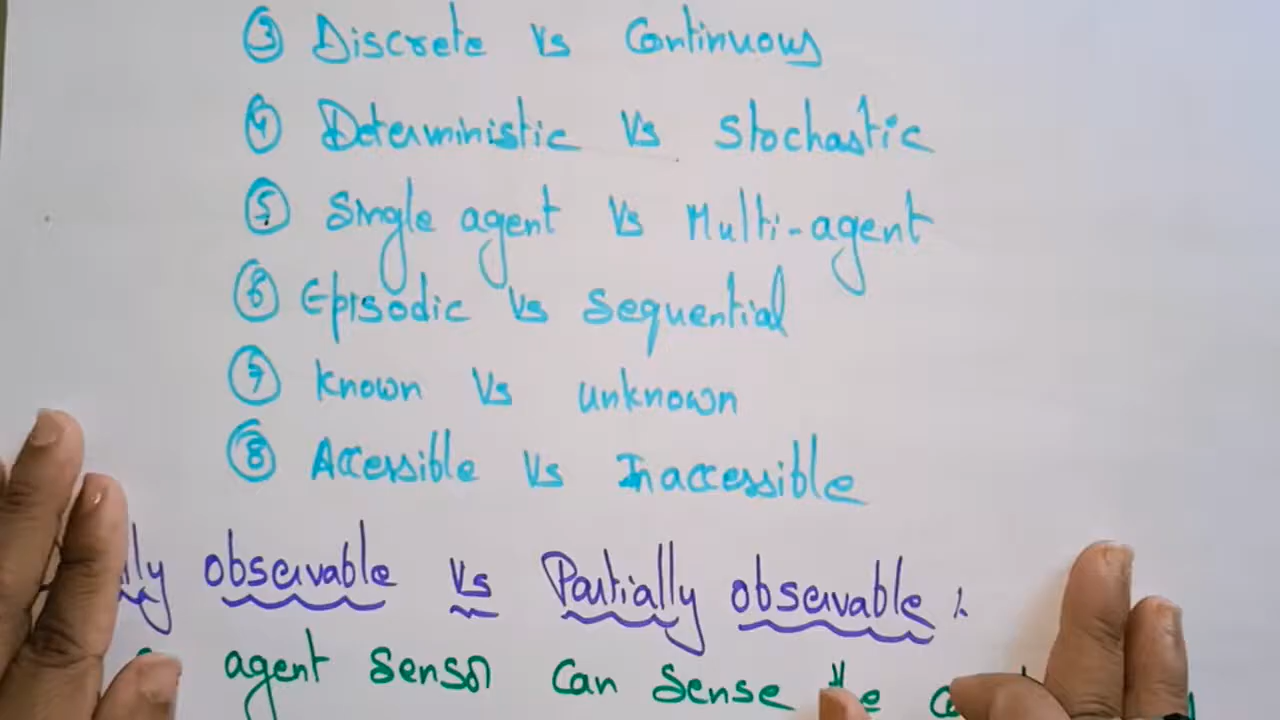 ③ Discrete Vs Continuous
④ Deterministic Vs Stochastic
⑤ Single agent Vs Multi-agent
⑥ Episodic Vs Sequential
⑦ Known Vs unknown
⑧ Accessible Vs Inaccessible
observable Vs Partially observable :
agent sensor can sense